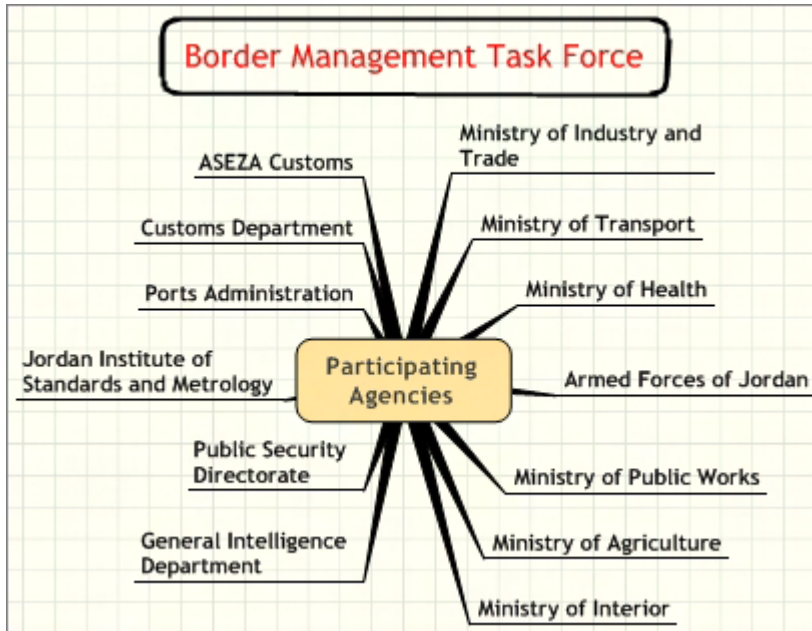 Border Management Task Force
ASEZA Customs
Customs Department
Ports Administration
Jordan Institute of
Standards and Metrology
Public Security
Directorate
General Intelligence
Department
Participating
Agencies
Ministry of Industry and
Trade
Ministry of Transport
Ministry of Health
Armed Forces of Jordan
Ministry of Public Works
Ministry of Agriculture
Ministry of Interior